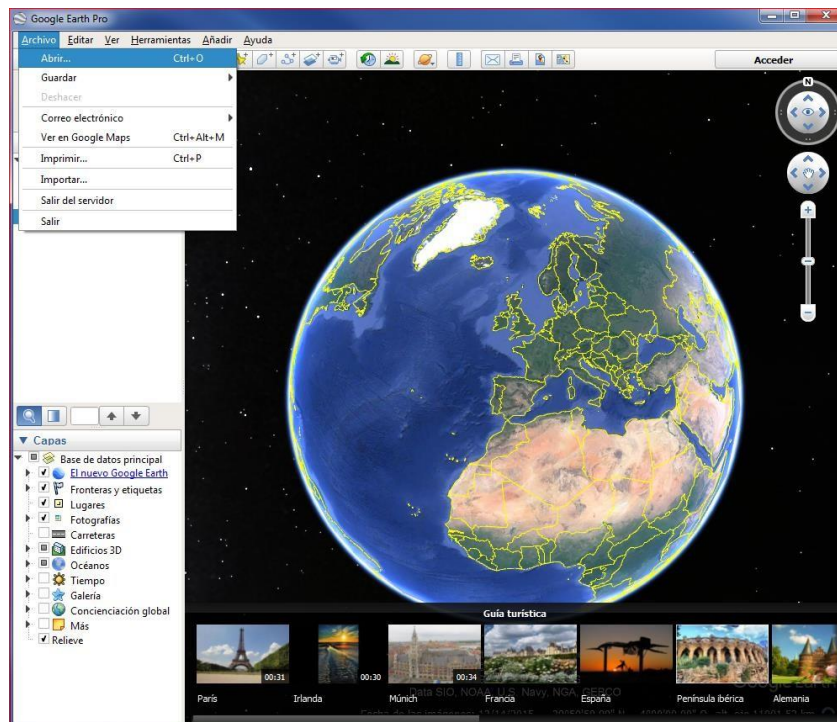 Google Earth Pro
Archivo Editar Ver Herramientas Añadir Ayuda
Abrir... Ctrl+O
Guardar
Deshacer
Correo electrónico
Ver en Google Maps Ctrl+Alt+M
Imprimir... Ctrl+P
Importar...
Salir del servidor
Salir
Acceder
N
Capas
Base de datos principal
El nuevo Google Earth
Fronteras y etiquetas
Lugares
Fotografías
Carreteras
Edificios 3D
Océanos
Tiempo
Galería
Concienciación global
Más
Relieve
Guía turística
00:31
00:30
00:34
París
Irlanda
Múnich
Francia
España
Península ibérica
Alemania
Data SIO, NOAA, U.S. Navy, NGA, GEBCO
Google Earth